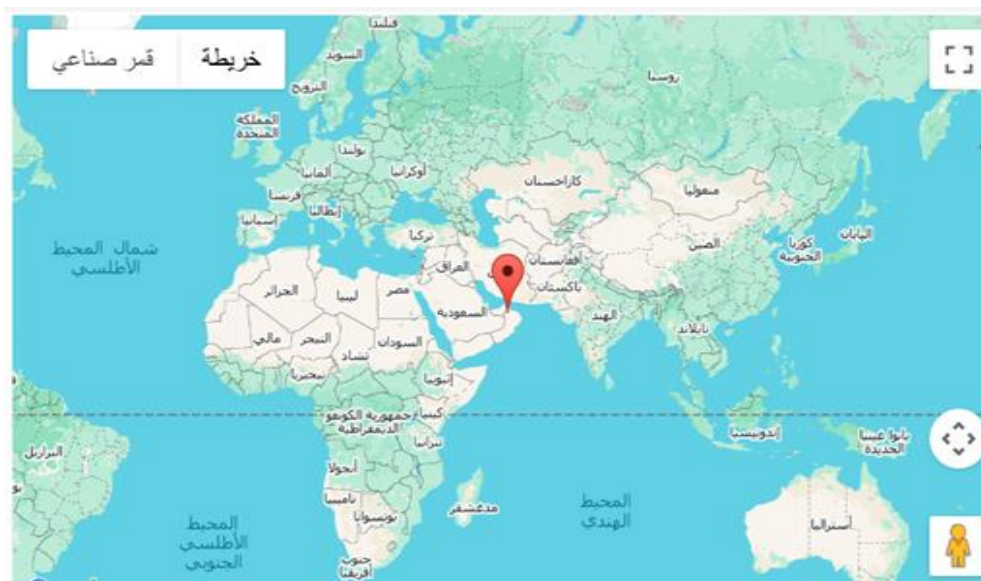 فنلندا
خريطة
قمر صناعي
السويد
روسيا
النرويج
المملكة
المتحدة
بولندا
ألمانيا
أوكرانيا
كازاخستان
منغوليا
فرنسا
إيطاليا
إسبانيا
تركيا
اليابان
كوريا
الجنوبية
الصين
أفغانستان
العراق
شمال المحيط
الأطلسي
باكستان
مصر
ليبيا
الجزائر
السعودية
الهند
تايلاند
السودان
النيجر
مالي
تشاد
نيجيريا
إثيوبيا
جمهورية الكونغو
الديمقراطية
كينيا
تنزانيا
إندونيسيا
بابوا غينيا
الجديدة
البرازيل
أنجولا
ناميبيا
بوتسوانا
مدغشقر
المحيط
الهندي
أستراليا
المحيط
الأطلسي
الجنوبي
جنوب
أفريقيا